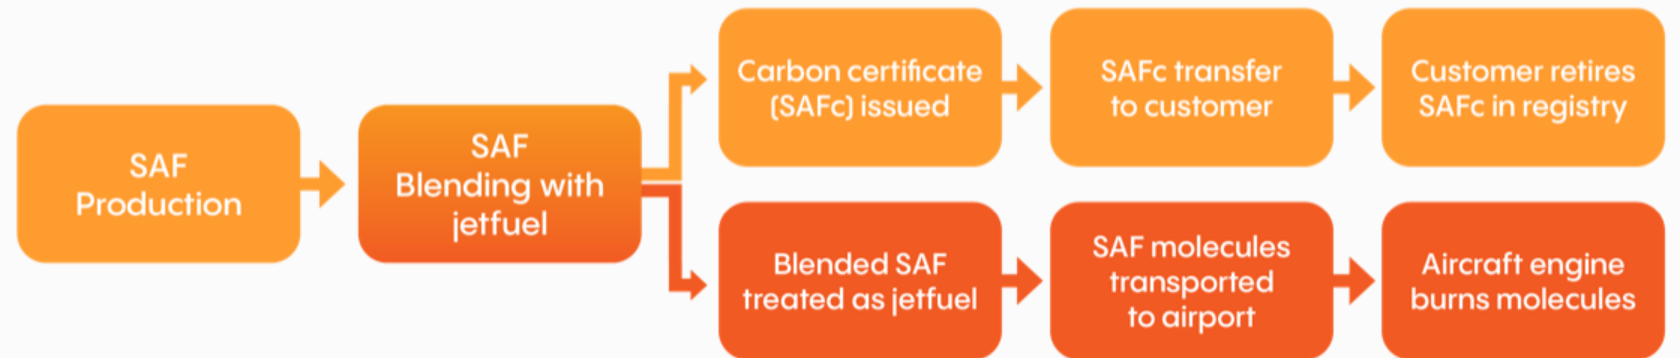 SAF
Production
SAF
Blending with
jetfuel
Carbon certificate
(SAFc) issued
SAFc transfer
to customer
Customer retires
SAFc in registry
Blended SAF
treated as jetfuel
SAF molecules
transported
to airport
Aircraft engine
burns molecules